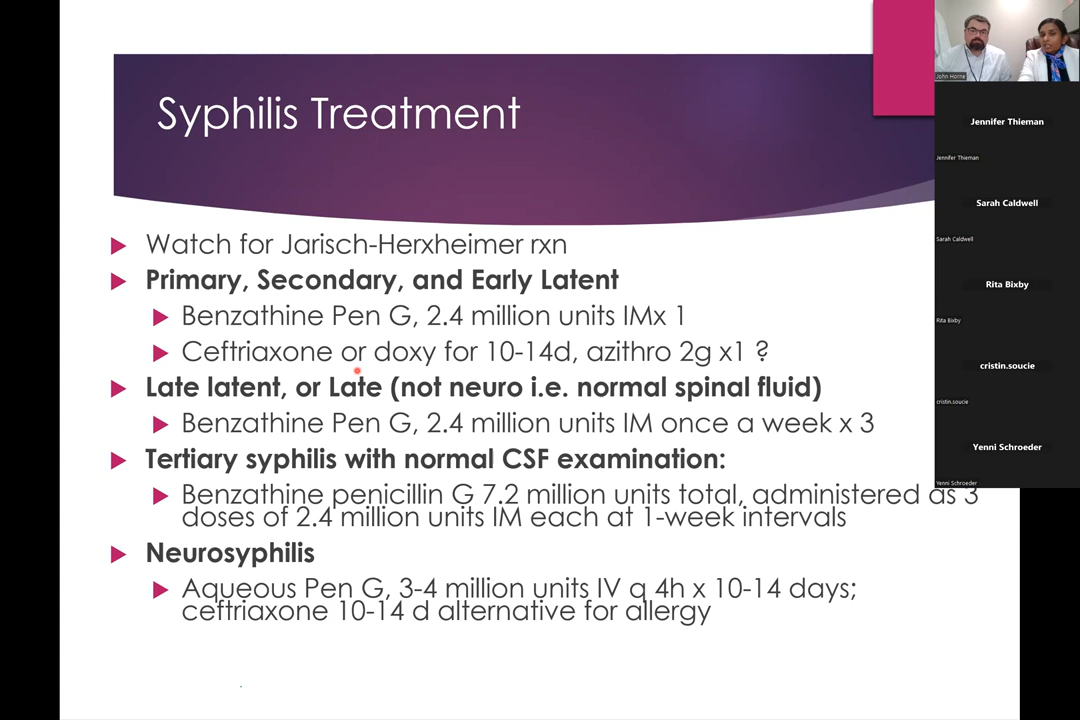 Syphilis Treatment
Watch for Jarisch-Herxheimer rxn
Primary, Secondary, and Early Latent
Benzathine Pen G, 2.4 million units IMx 1
Ceftriaxone or doxy for 10-14d, azithro 2g x1 ?
Late latent, or Late (not neuro i.e. normal spinal fluid)
Benzathine Pen G, 2.4 million units IM once a week x 3
Tertiary syphilis with normal CSF examination:
Benzathine penicillin G 7.2 million units total, administered as 3
doses of 2.4 million units IM each at 1-week intervals
Neurosyphilis
Aqueous Pen G, 3-4 million units IV q 4h x 10-14 days;
ceftriaxone 10-14 d alternative for allergy
John Horne
Jennifer Thieman
Jennifer Thieman
Sarah Caldwell
Sarah Caldwell
Rita Bixby
Rita Bixby
cristin.soucie
cristin.soucie
Yenni Schroeder
Yenni Schroeder